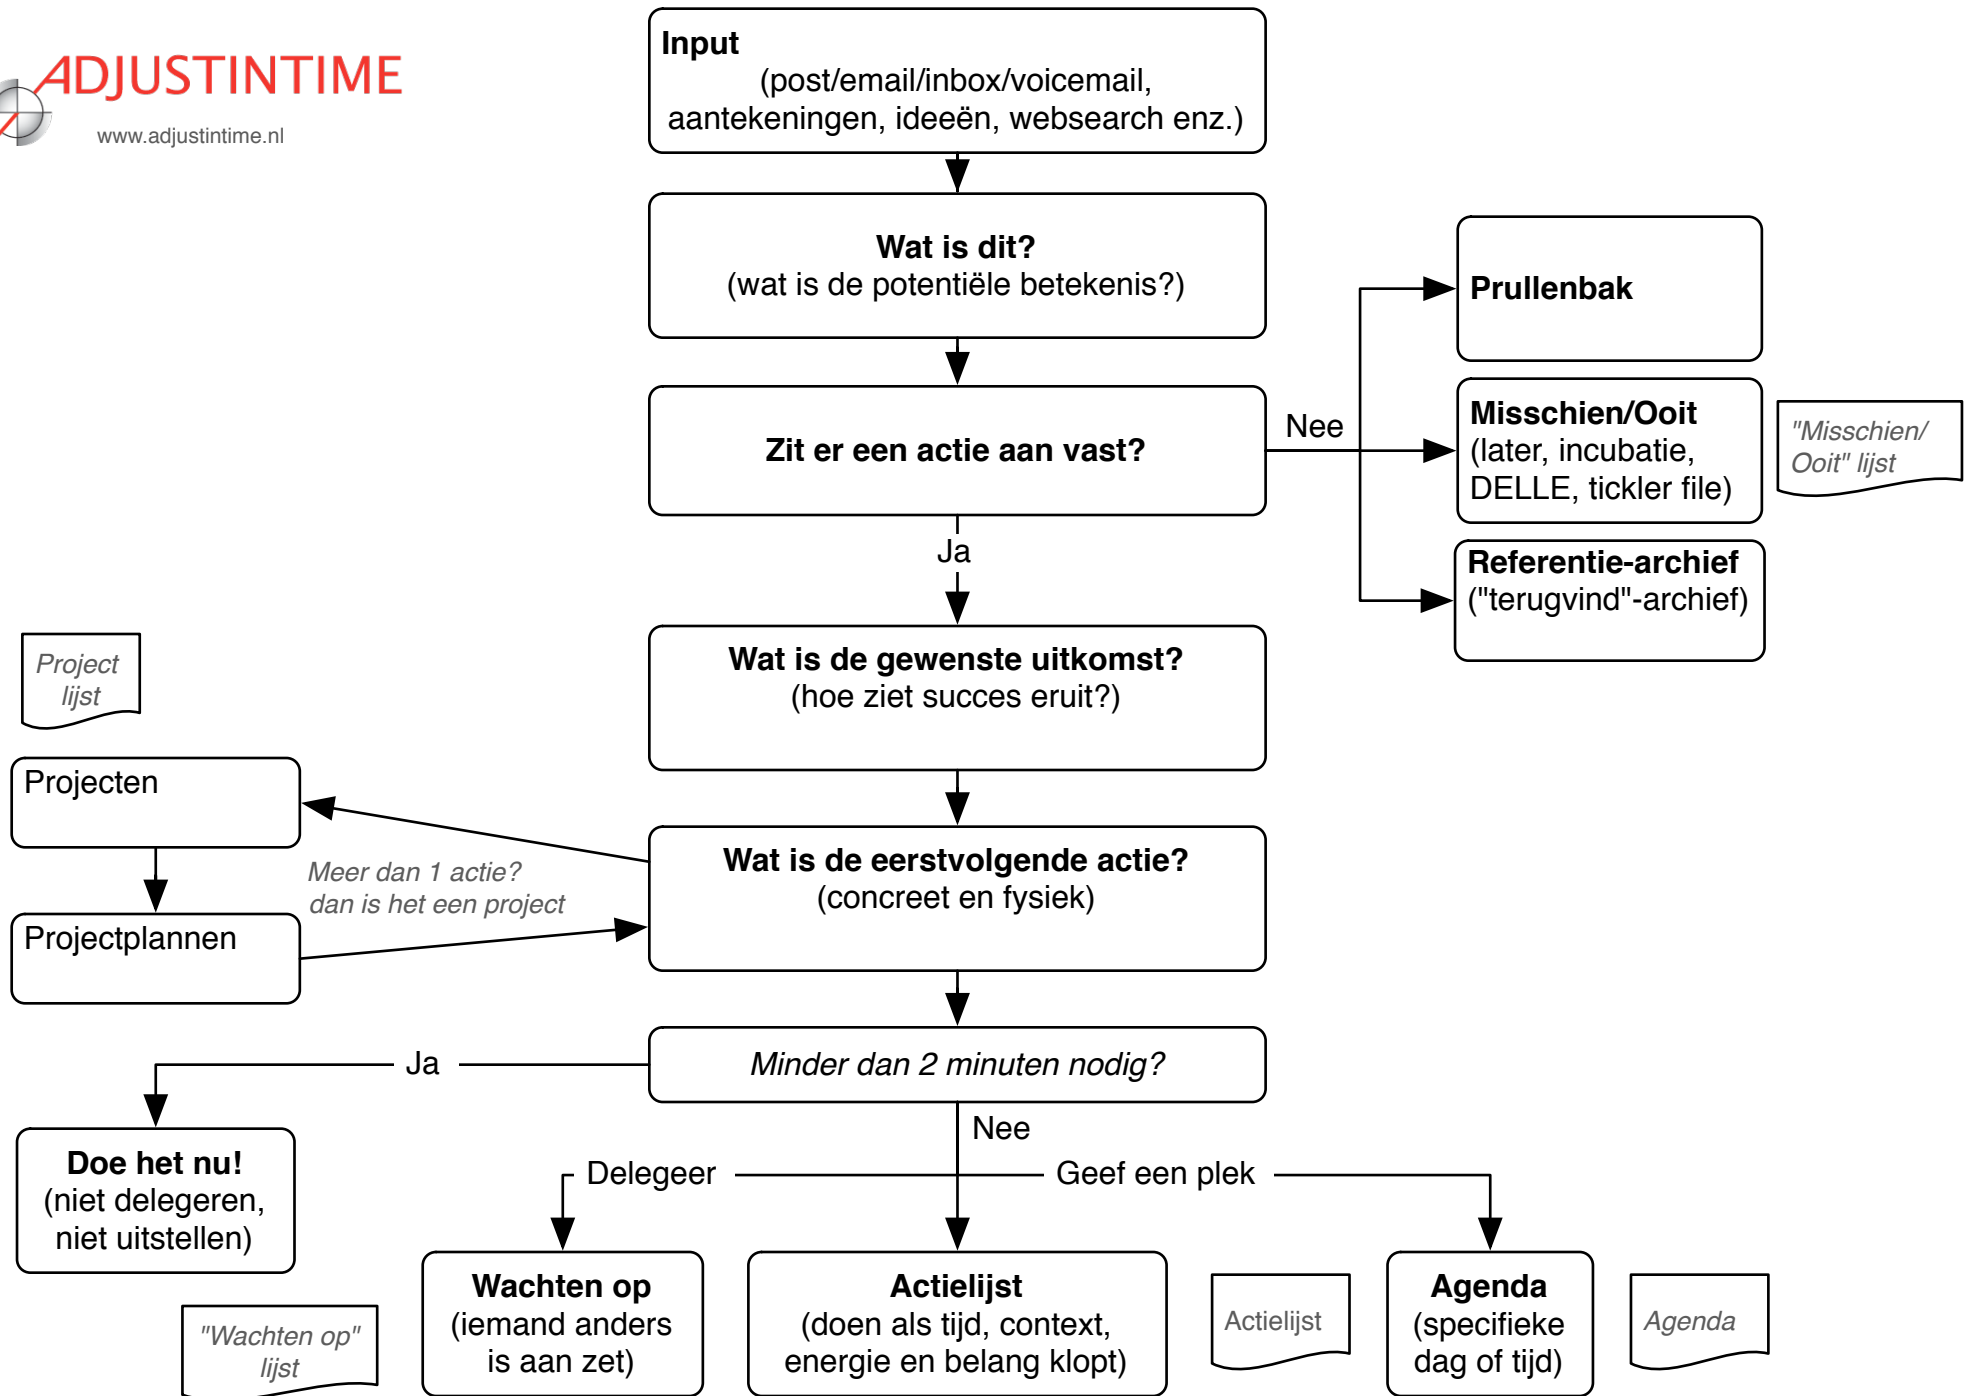 ADJUSTINTIME
www.adjustintime.nl
Input
(post/email/inbox/voicemail,
aantekeningen, ideeën, websearch enz.)
Wat is dit?
(wat is de potentiële betekenis?)
Prullenbak
Zit er een actie aan vast?
Nee
Misschien/Ooit
(later, incubatie,
DELLE, tickler file)
"Misschien/
Ooit" lijst
Ja
Referentie-archief
("terugvind"-archief)
Wat is de gewenste uitkomst?
(hoe ziet succes eruit?)
Project
lijst
Projecten
Meer dan 1 actie?
dan is het een project
Wat is de eerstvolgende actie?
(concreet en fysiek)
Projectplannen
Ja
Minder dan 2 minuten nodig?
Nee
Doe het nu!
(niet delegeren,
niet uitstellen)
Delegeer
Geef een plek
"Wachten op"
lijst
Wachten op
(iemand anders
is aan zet)
Actielijst
(doen als tijd, context,
energie en belang klopt)
Actielijst
Agenda
(specifieke
dag of tijd)
Agenda